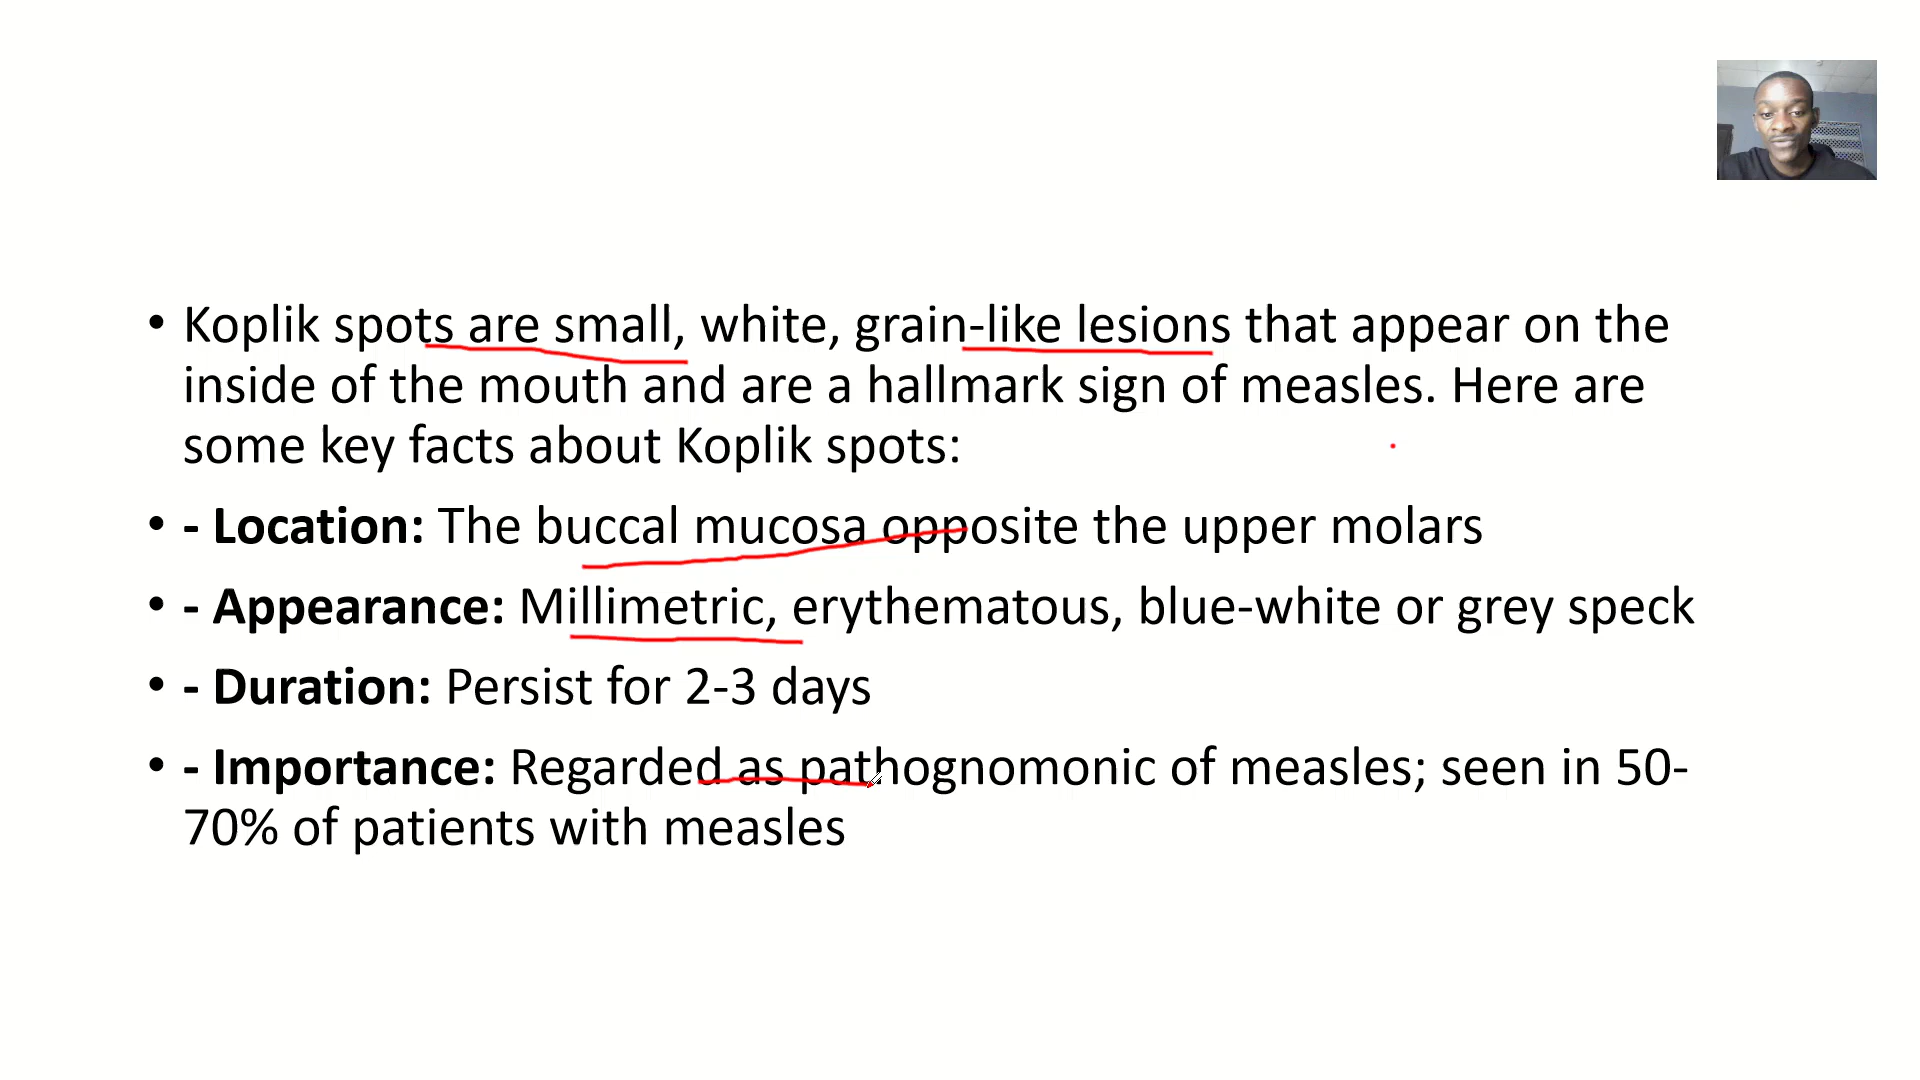 • Koplik spots are small, white, grain-like lesions that appear on the
inside of the mouth and are a hallmark sign of measles. Here are
some key facts about Koplik spots:
• - Location: The buccal mucosa opposite the upper molars
• - Appearance: Millimetric, erythematous, blue-white or grey speck
• - Duration: Persist for 2-3 days
• - Importance: Regarded as pathognomonic of measles; seen in 50-
70% of patients with measles